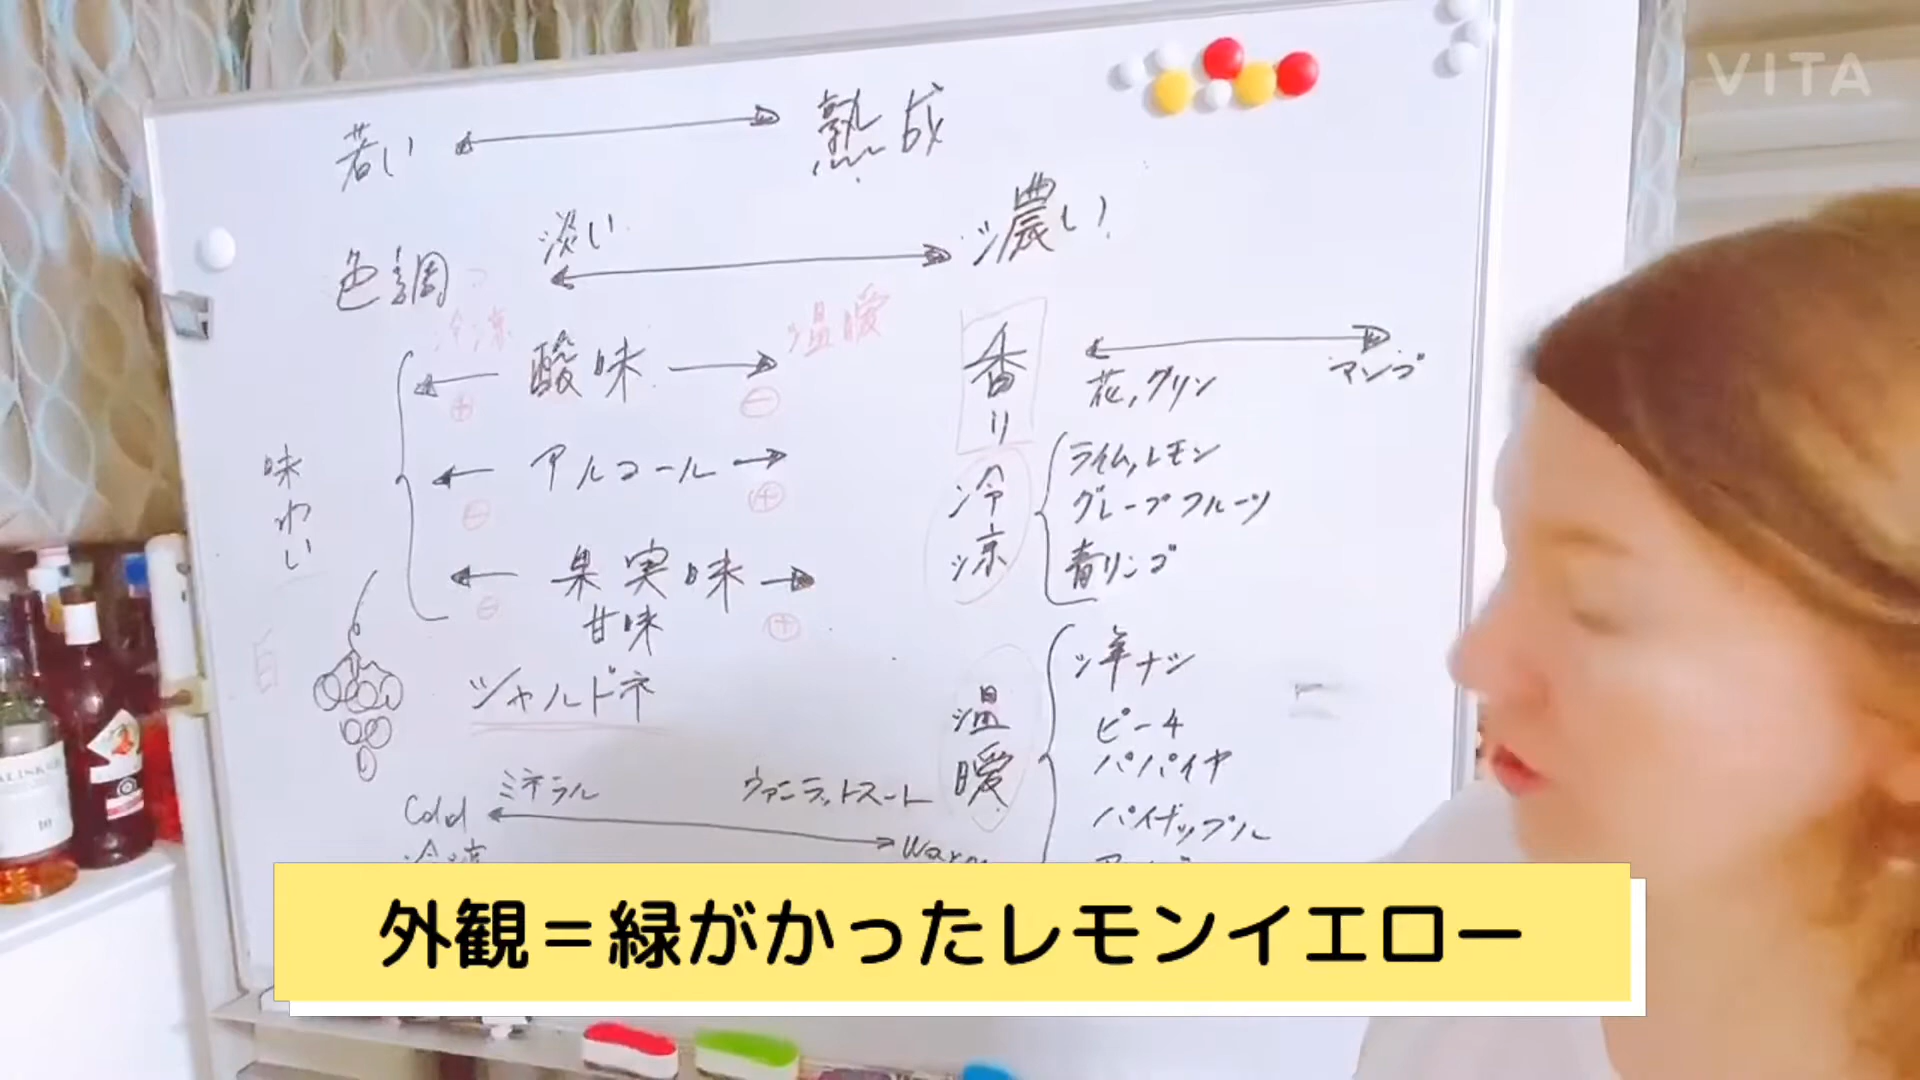 VITA
若い 熟成
色調 淡い 濃い
冷涼 酸味 温暖
⊕ ⊖
味わい
アルコール
⊖ ⊕
果実味
甘味
⊖ ⊕
白
シャルドネ
ミネラル ヴァニラ,トースト
Cold
冷涼
香り
花,グリン マンゴ
冷涼
ライム,レモン
グレープフルーツ
青リンゴ
温暖
洋ナシ
ピーチ
パパイヤ
パイナップル
10
外観=緑がかったレモンイエロー